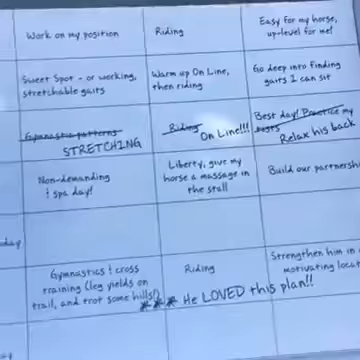 Work on my position
Riding
Easy for my horse,
up-level for me!
Sweet Spot - or working,
stretchable gaits
Warm up On Line,
then riding
Go deep into finding
gaits I can sit
Gymnastic patterns
STRETCHING
Riding
On Line!!!
Best day! Practice my
tests
Relax his back
Non-demanding
& spa day!
Liberty, give my
horse a massage in
the stall
Build our partnersh
day
Gymnastics & cross
training (leg yields on
trail, and trot some hills!)
Riding
Strengthen him in
motivating locat
*** He LOVED this plan!!